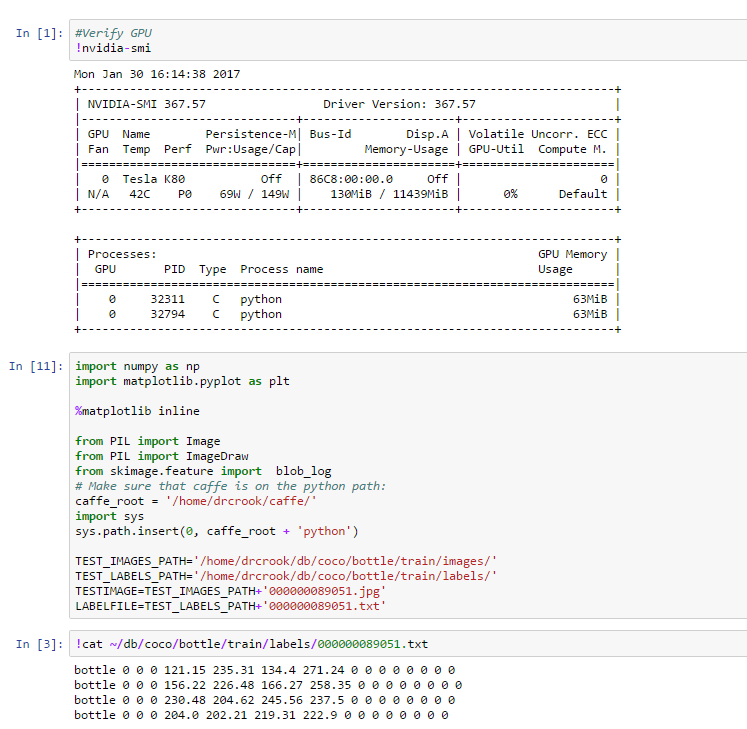 In [1]: #Verify GPU
!nvidia-smi
Mon Jan 30 16:14:38 2017
+-----------------------------------------------------------------------------+
| NVIDIA-SMI 367.57                 Driver Version: 367.57                    |
|-------------------------------+----------------------+----------------------+
| GPU  Name        Persistence-M| Bus-Id        Disp.A | Volatile Uncorr. ECC |
| Fan  Temp  Perf  Pwr:Usage/Cap|         Memory-Usage | GPU-Util  Compute M. |
|===============================+======================+======================|
|   0  Tesla K80           Off  | 86C8:00:00.0     Off |                    0 |
| N/A   42C    P0    69W / 149W |    130MiB / 11439MiB |      0%      Default |
+-------------------------------+----------------------+----------------------+
+-----------------------------------------------------------------------------+
| Processes:                                                       GPU Memory |
|  GPU       PID  Type  Process name                               Usage      |
|=============================================================================|
|    0     32311    C   python                                          63MiB |
|    0     32794    C   python                                          63MiB |
+-----------------------------------------------------------------------------+
In [11]: import numpy as np
import matplotlib.pyplot as plt
%matplotlib inline
from PIL import Image
from PIL import ImageDraw
from skimage.feature import  blob_log
# Make sure that caffe is on the python path:
caffe_root = '/home/drcrook/caffe/'
import sys
sys.path.insert(0, caffe_root + 'python')
TEST_IMAGES_PATH='/home/drcrook/db/coco/bottle/train/images/'
TEST_LABELS_PATH='/home/drcrook/db/coco/bottle/train/labels/'
TESTIMAGE=TEST_IMAGES_PATH+'000000089051.jpg'
LABELFILE=TEST_LABELS_PATH+'000000089051.txt'
In [3]: !cat ~/db/coco/bottle/train/labels/000000089051.txt
bottle 0 0 0 121.15 235.31 134.4 271.24 0 0 0 0 0 0 0 0
bottle 0 0 0 156.22 226.48 166.27 258.35 0 0 0 0 0 0 0 0
bottle 0 0 0 230.48 204.62 245.56 237.5 0 0 0 0 0 0 0 0
bottle 0 0 0 204.0 202.21 219.31 222.9 0 0 0 0 0 0 0 0